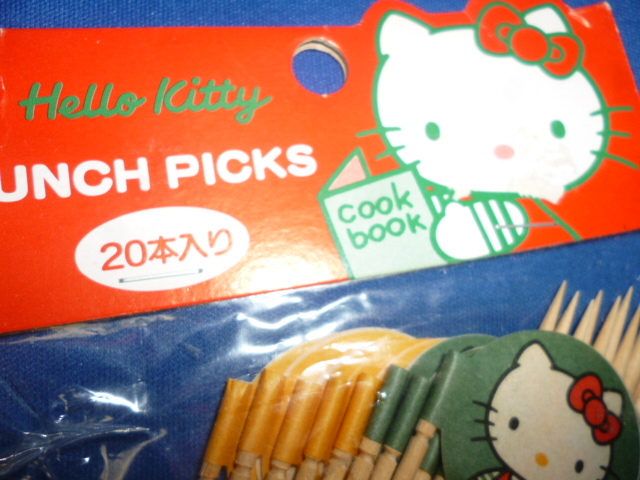 Hello Kitty
UNCH PICKS
20本入り
cook
book